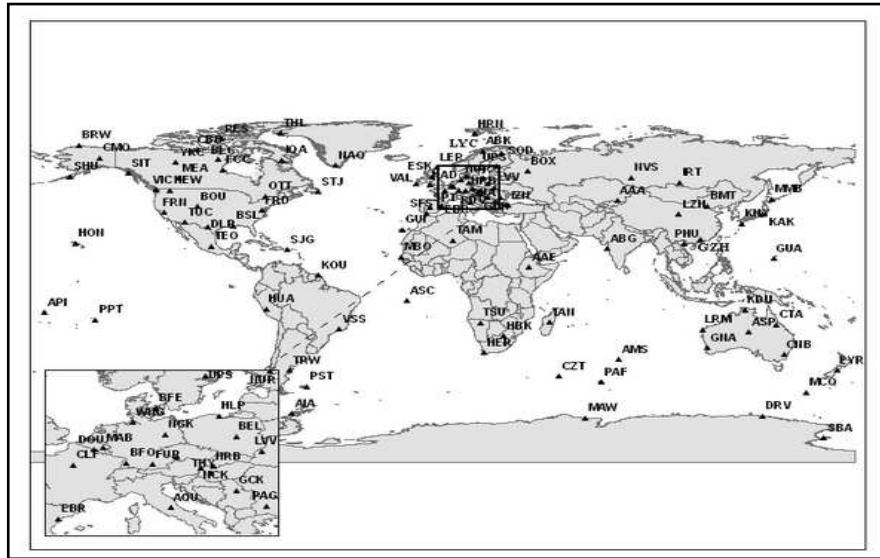 RES
THL
HRN
BRW
CBB
LYC
ABK
CMO
YKC
BLC
IQA
LER
UPS
SOD
SHU
SIT
MEA
FCC
NAQ
ESK
BOX
NVS
IRT
VAL
VIC
NEW
OTT
STJ
AAA
BMT
MMB
FRN
BOU
FRD
SFS
EBR
LZH
KAK
TUC
DLR
BSL
GUI
HON
TEO
SJG
MBO
TAM
ABG
PHU
GZH
GUA
KOU
AAE
API
PPT
HUA
ASC
VSS
TSU
HBK
TAN
KDU
CTA
LRM
ASP
HER
GNA
CNB
TRW
AMS
EYR
PST
CZT
PAF
MCQ
AIA
MAW
DRV
SBA
UPS
BFE
WNG
HLP
NGK
BEL
DOU
MAB
LVV
CLF
BFO
FUR
THY
HRB
NCK
GCK
AQU
PAG
EBR